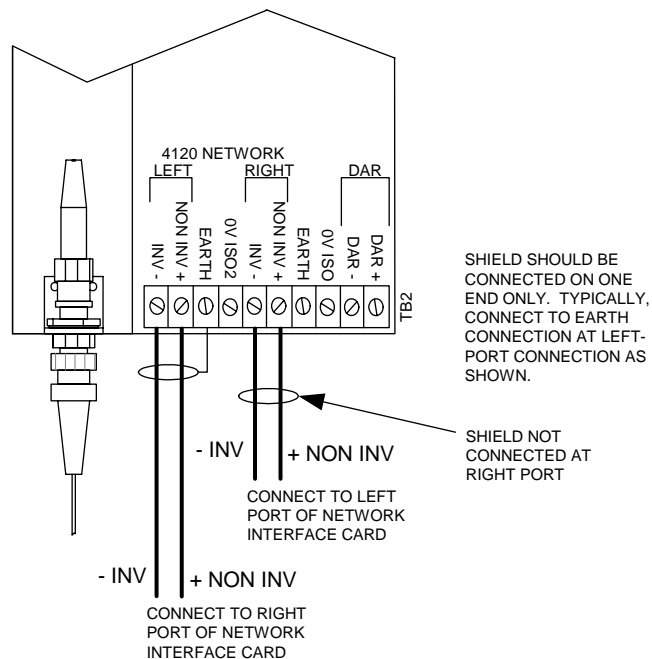 4120 NETWORK
LEFT
RIGHT
DAR
INV -
NON INV +
EARTH
0V ISO2
INV -
NON INV +
EARTH
0V ISO
DAR -
DAR +
TB2
SHIELD SHOULD BE
CONNECTED ON ONE
END ONLY. TYPICALLY,
CONNECT TO EARTH
CONNECTION AT LEFT-
PORT CONNECTION AS
SHOWN.
SHIELD NOT
CONNECTED AT
RIGHT PORT
- INV
+ NON INV
CONNECT TO LEFT
PORT OF NETWORK
INTERFACE CARD
- INV
+ NON INV
CONNECT TO RIGHT
PORT OF NETWORK
INTERFACE CARD